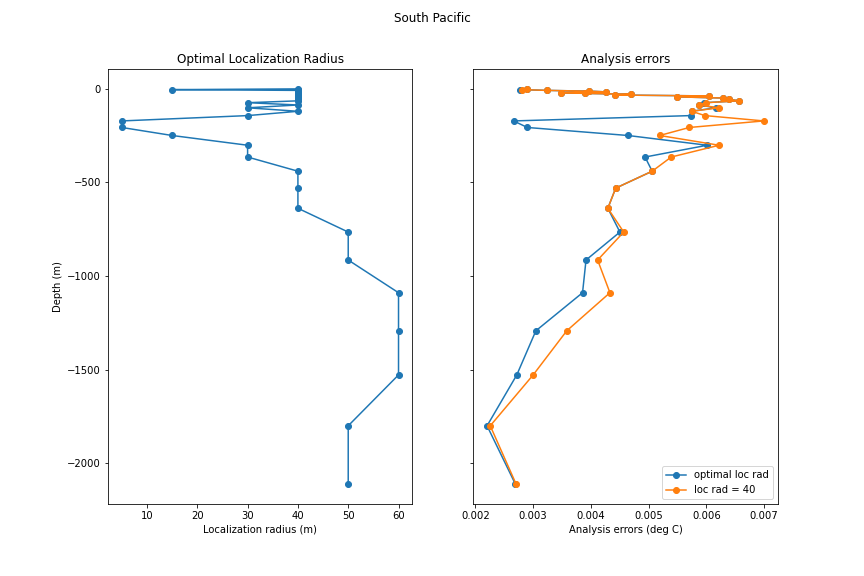 South Pacific
Optimal Localization Radius
Analysis errors
0
−500
−1000
−1500
−2000
Depth (m)
10 20 30 40 50 60
Localization radius (m)
optimal loc rad
loc rad = 40
0.002 0.003 0.004 0.005 0.006 0.007
Analysis errors (deg C)